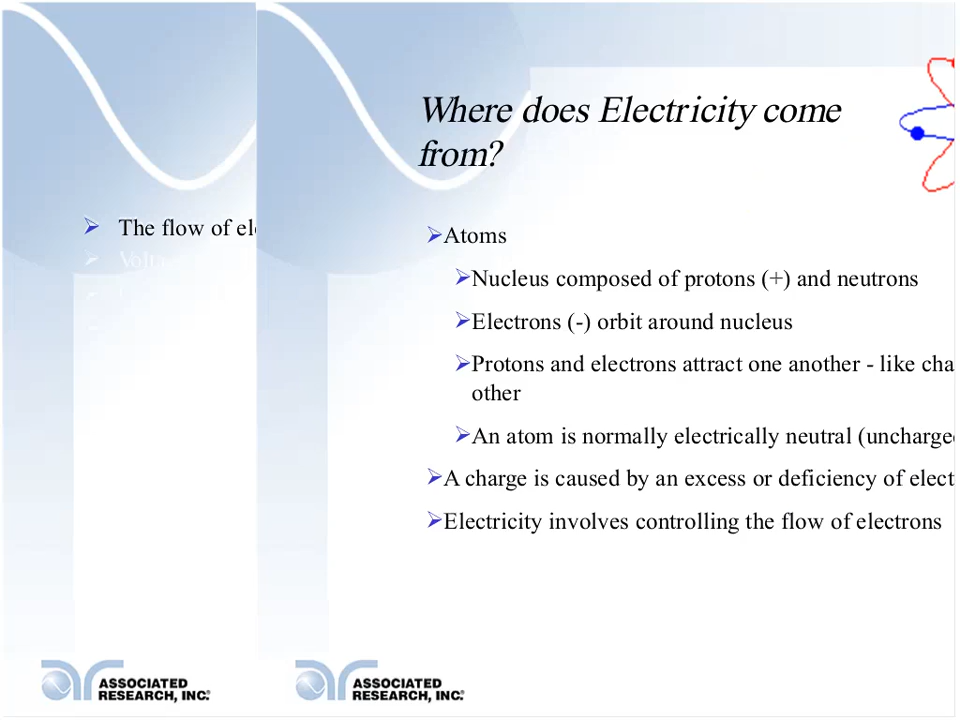 The flow of ele
Volta
Where does Electricity come
from?
Atoms
Nucleus composed of protons (+) and neutrons
Electrons (-) orbit around nucleus
Protons and electrons attract one another - like cha
other
An atom is normally electrically neutral (uncharge
A charge is caused by an excess or deficiency of elect
Electricity involves controlling the flow of electrons
ASSOCIATED
RESEARCH, INC.
ASSOCIATED
RESEARCH, INC.